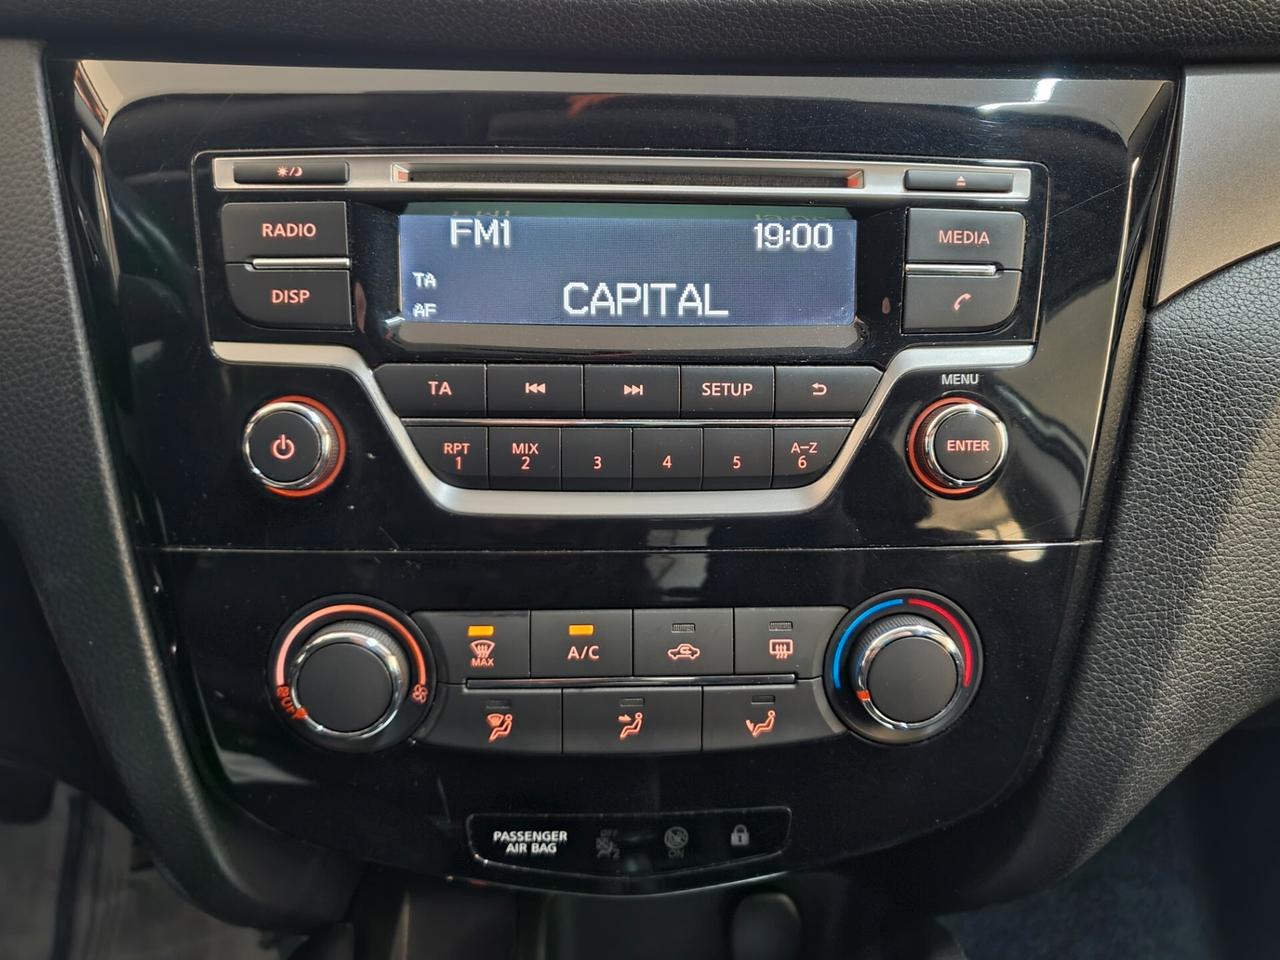 FM1 19:00
TA
CAPITAL
AF
RADIO
DISP
MEDIA
TA SETUP
MENU
RPT MIX A-Z
1 2 3 4 5 6
ENTER
MAX
A/C
OFF
PASSENGER
AIR BAG
OFF
ON